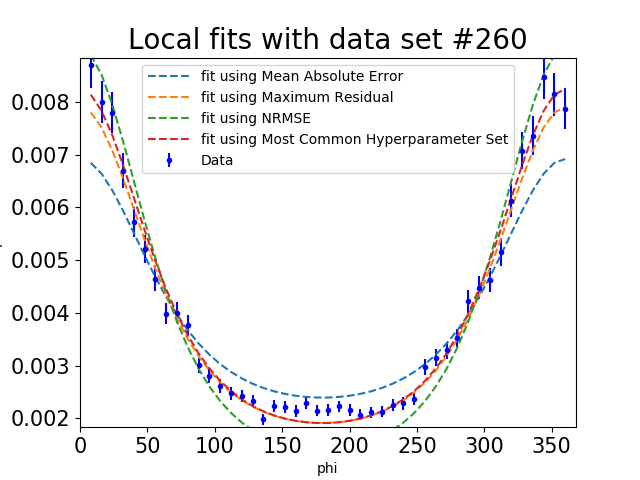 Local fits with data set #260
fit using Mean Absolute Error
fit using Maximum Residual
fit using NRMSE
fit using Most Common Hyperparameter Set
Data
0.008
0.007
0.006
0.005
0.004
0.003
0.002
0 50 100 150 200 250 300 350
phi